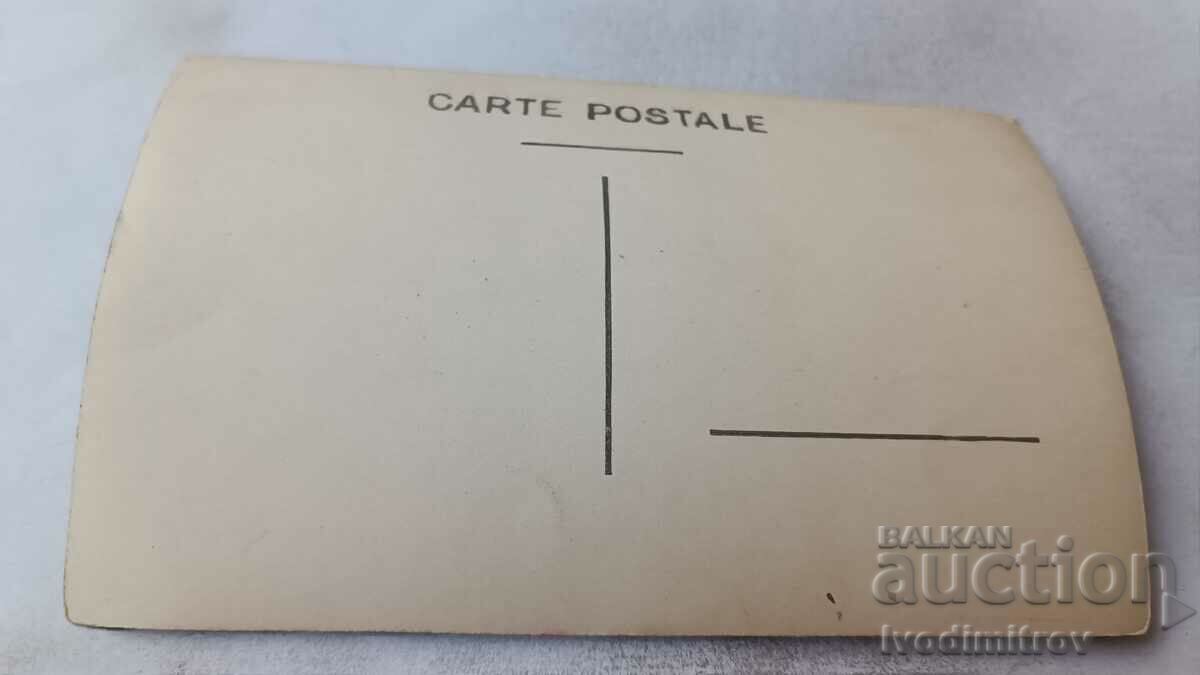 CARTE POSTALE
BALKAN
auction
Ivodimitrov